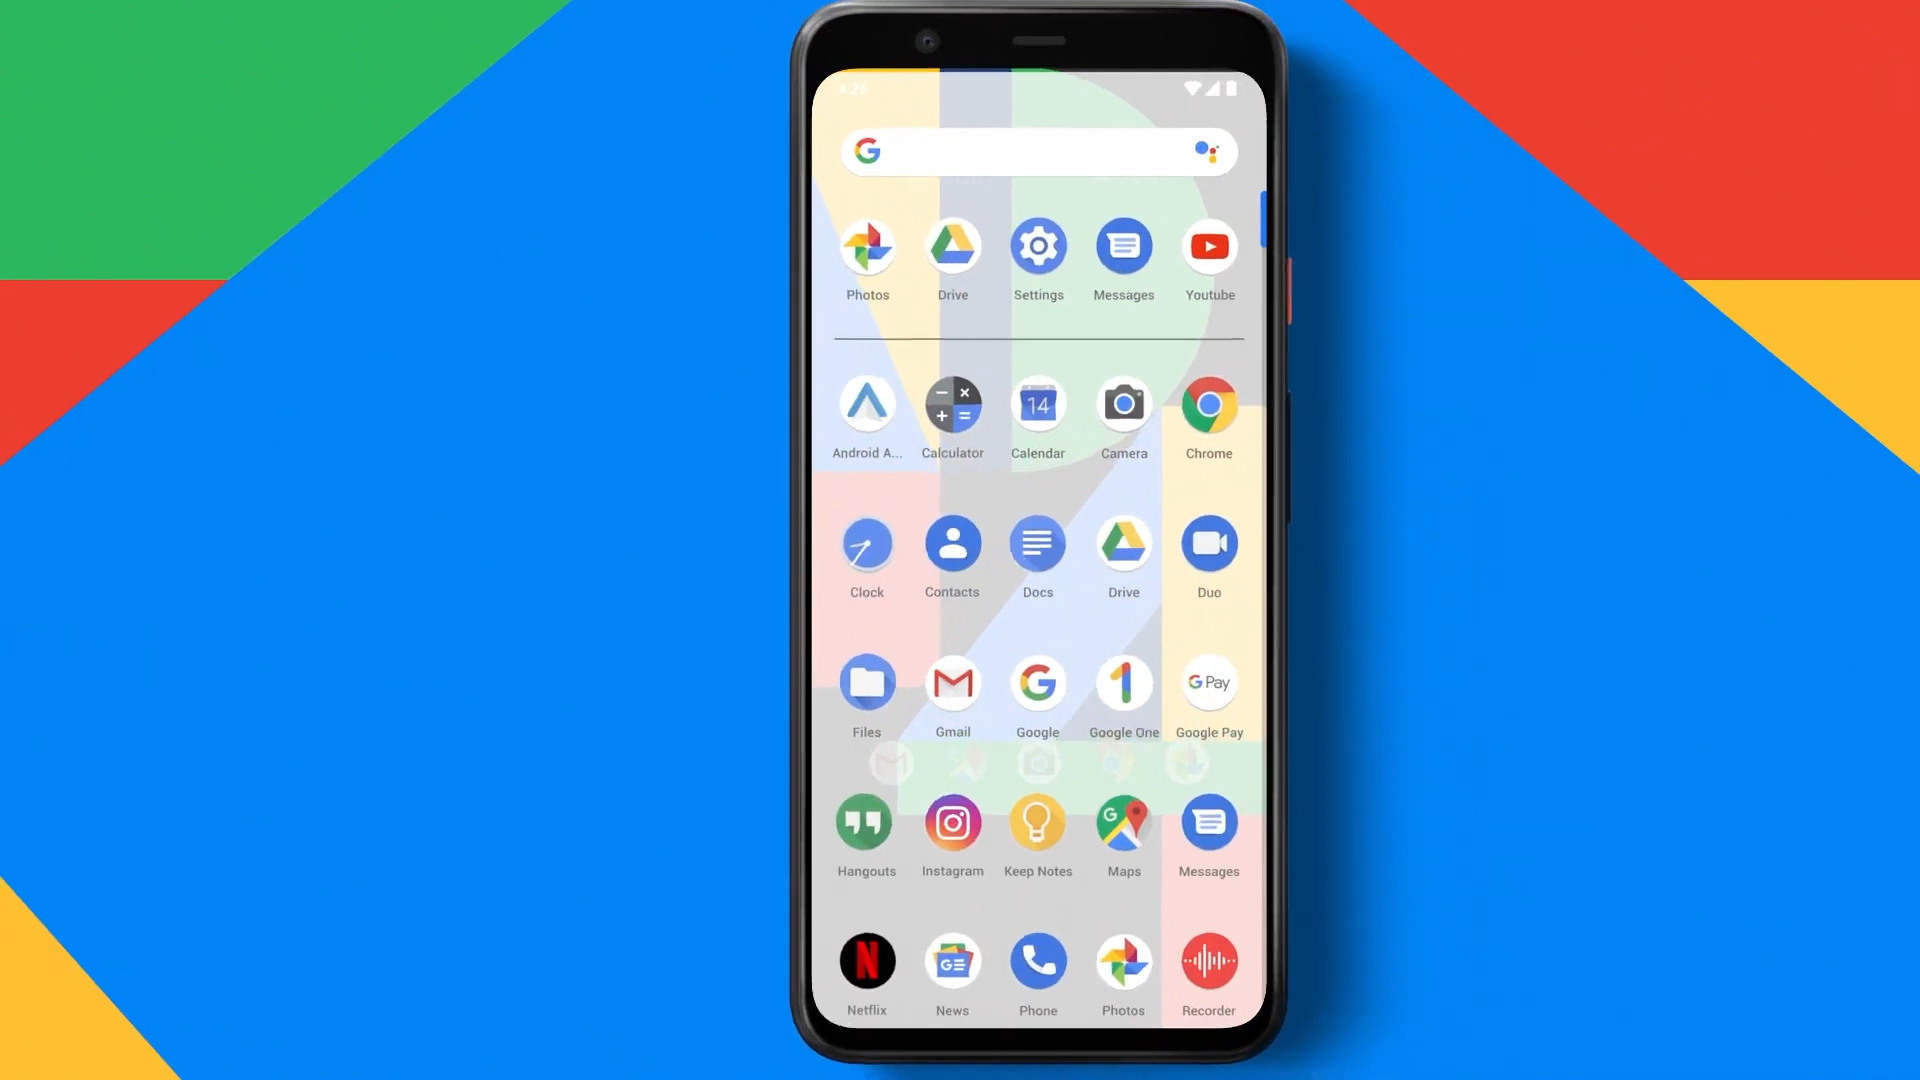 Photos Drive Settings Messages Youtube
14
Android A... Calculator Calendar Camera Chrome
Clock Contacts Docs Drive Duo
G Pay
Files Gmail Google Google One Google Pay
G
Hangouts Instagram Keep Notes Maps Messages
N GE
Netflix News Phone Photos Recorder